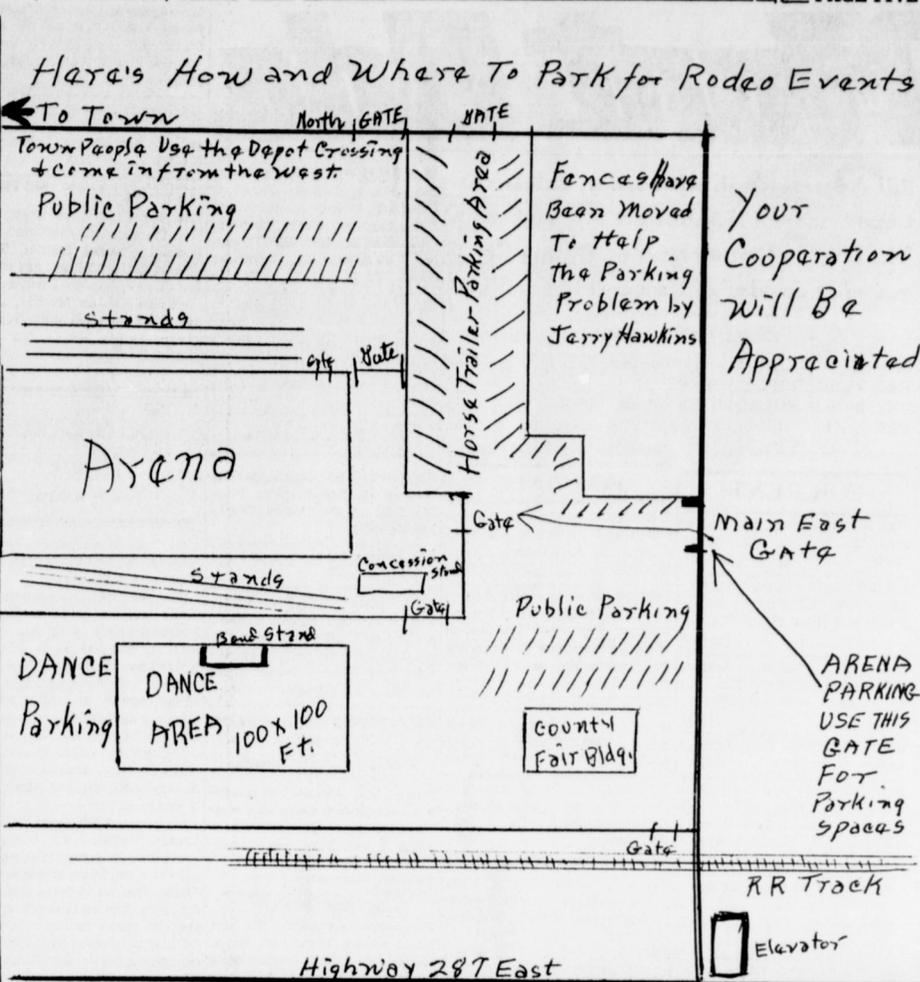 Here's How and Where To Park for Rodeo Events
To Town
North GATE
GATE
Town People Use the Depot Crossing
& Come in from the West.
Public Parking
Horse Trailer Parking Area
Fences Have
Been Moved
To Help
the Parking
Problem by
Jerry Hawkins
Your
Cooperation
Will Be
Appreciated
Stands
Gate
Gate
Arena
Gate
Main East
Gate
Stands
Concession
Stand
Gate
Public Parking
Band Stand
DANCE
Parking
DANCE
AREA 100 X 100
Ft.
County
Fair Bldg.
ARENA
PARKING
USE THIS
GATE
For
Parking
Spaces
Gate
RR Track
Elevator
Highway 287 East